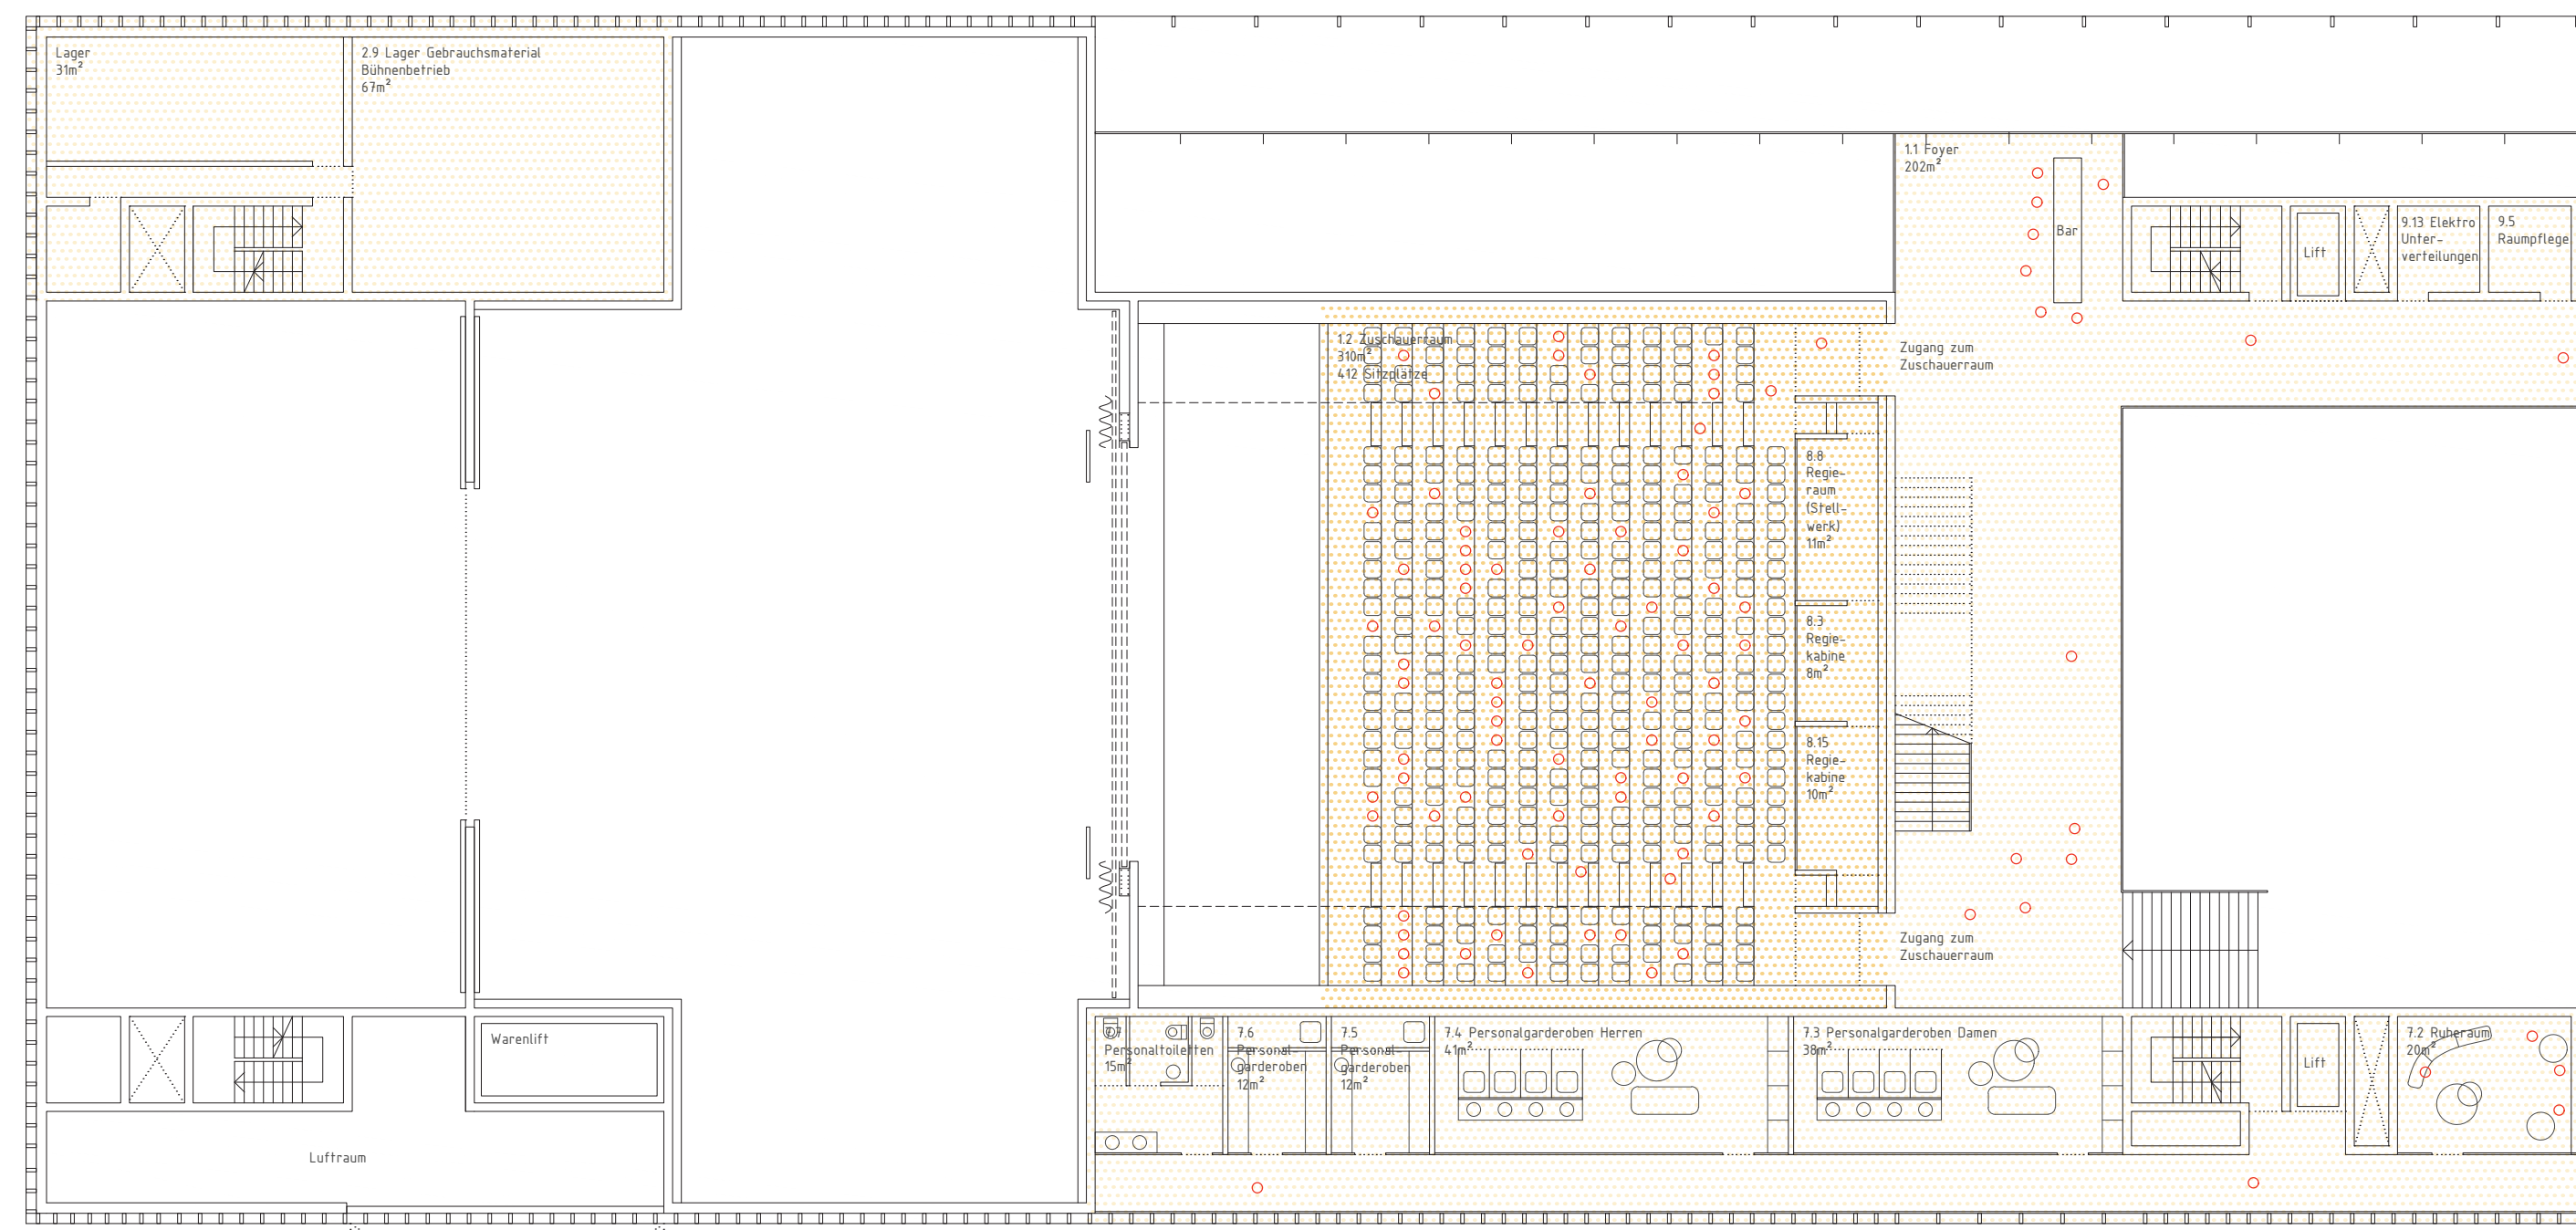 Lager
31m²
2.9 Lager Gebrauchsmaterial
Bühnenbetrieb
67m²
1.1 Foyer
202m²
Bar
Lift
9.13 Elektro
Unter-
verteilungen
9.5
Raumpflege
1.2 Zuschauerraum
310m²
412 Sitzplätze
Zugang zum
Zuschauerraum
8.8
Regie-
raum
(Stell-
werk)
11m²
8.3
Regie-
kabine
8m²
8.15
Regie-
kabine
10m²
Zugang zum
Zuschauerraum
Warenlift
Luftraum
7.7
Personaltoiletten
15m²
7.6
Personal-
garderoben
12m²
7.5
Personal-
garderoben
12m²
7.4 Personalgarderoben Herren
41m²
7.3 Personalgarderoben Damen
38m²
Lift
7.2 Ruheraum
20m²